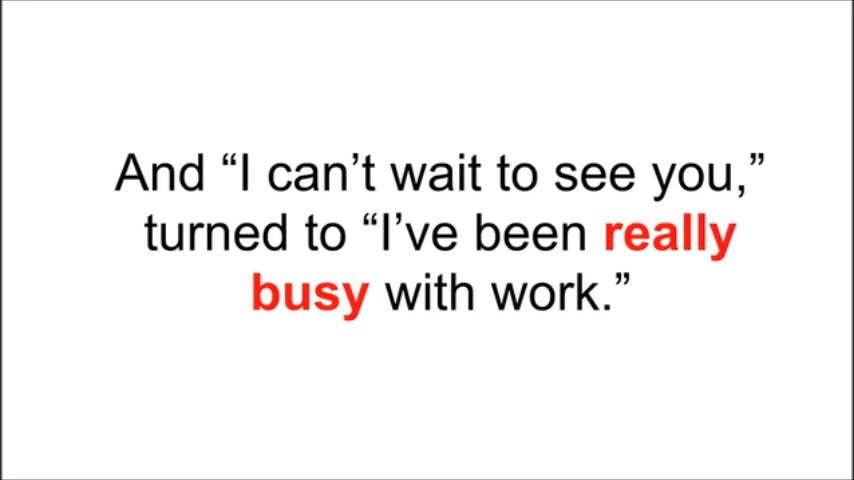 And “I can’t wait to see you,”
turned to “I’ve been really
busy with work.”